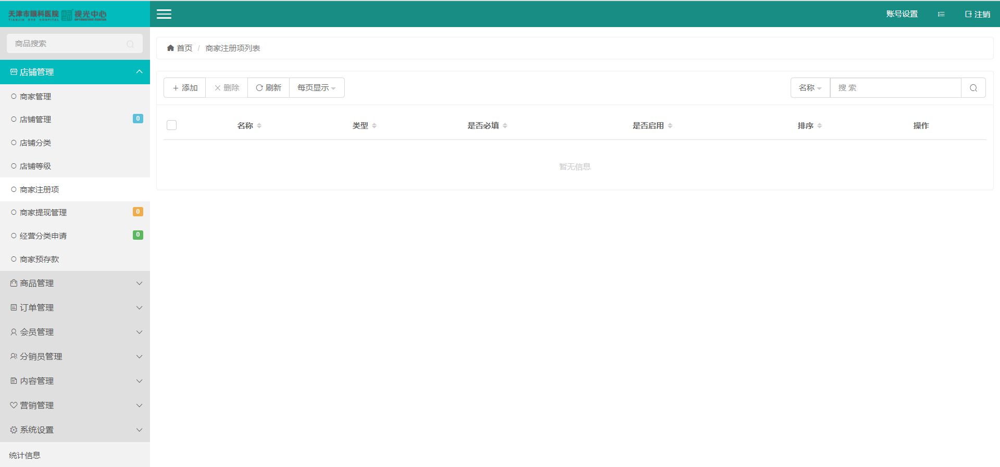 天津市眼科医院 视光中心
TIANJIN EYE HOSPITAL OPTOMETRIC CENTER
账号设置 注销
商品搜索
店铺管理
商家管理
店铺管理 0
店铺分类
店铺等级
商家注册项
商家提现管理 0
经营分类申请 0
商家预存款
商品管理
订单管理
会员管理
分销员管理
内容管理
营销管理
系统设置
统计信息
首页 / 商家注册项列表
添加 删除 刷新 每页显示 名称 搜 索
名称 类型 是否必填 是否启用 排序 操作
暂无信息